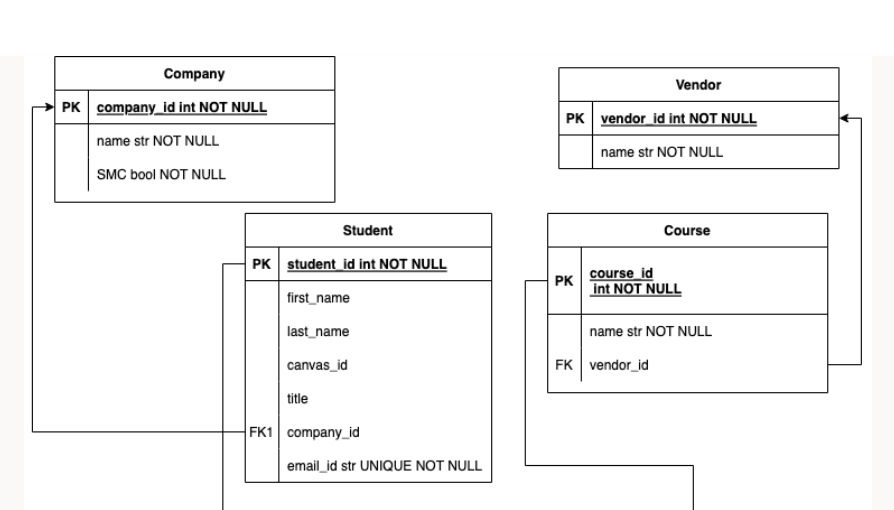 Company
PK company_id int NOT NULL
name str NOT NULL
SMC bool NOT NULL
Vendor
PK vendor_id int NOT NULL
name str NOT NULL
Student
PK student_id int NOT NULL
first_name
last_name
canvas_id
title
FK1 company_id
email_id str UNIQUE NOT NULL
Course
PK course_id
int NOT NULL
name str NOT NULL
FK vendor_id